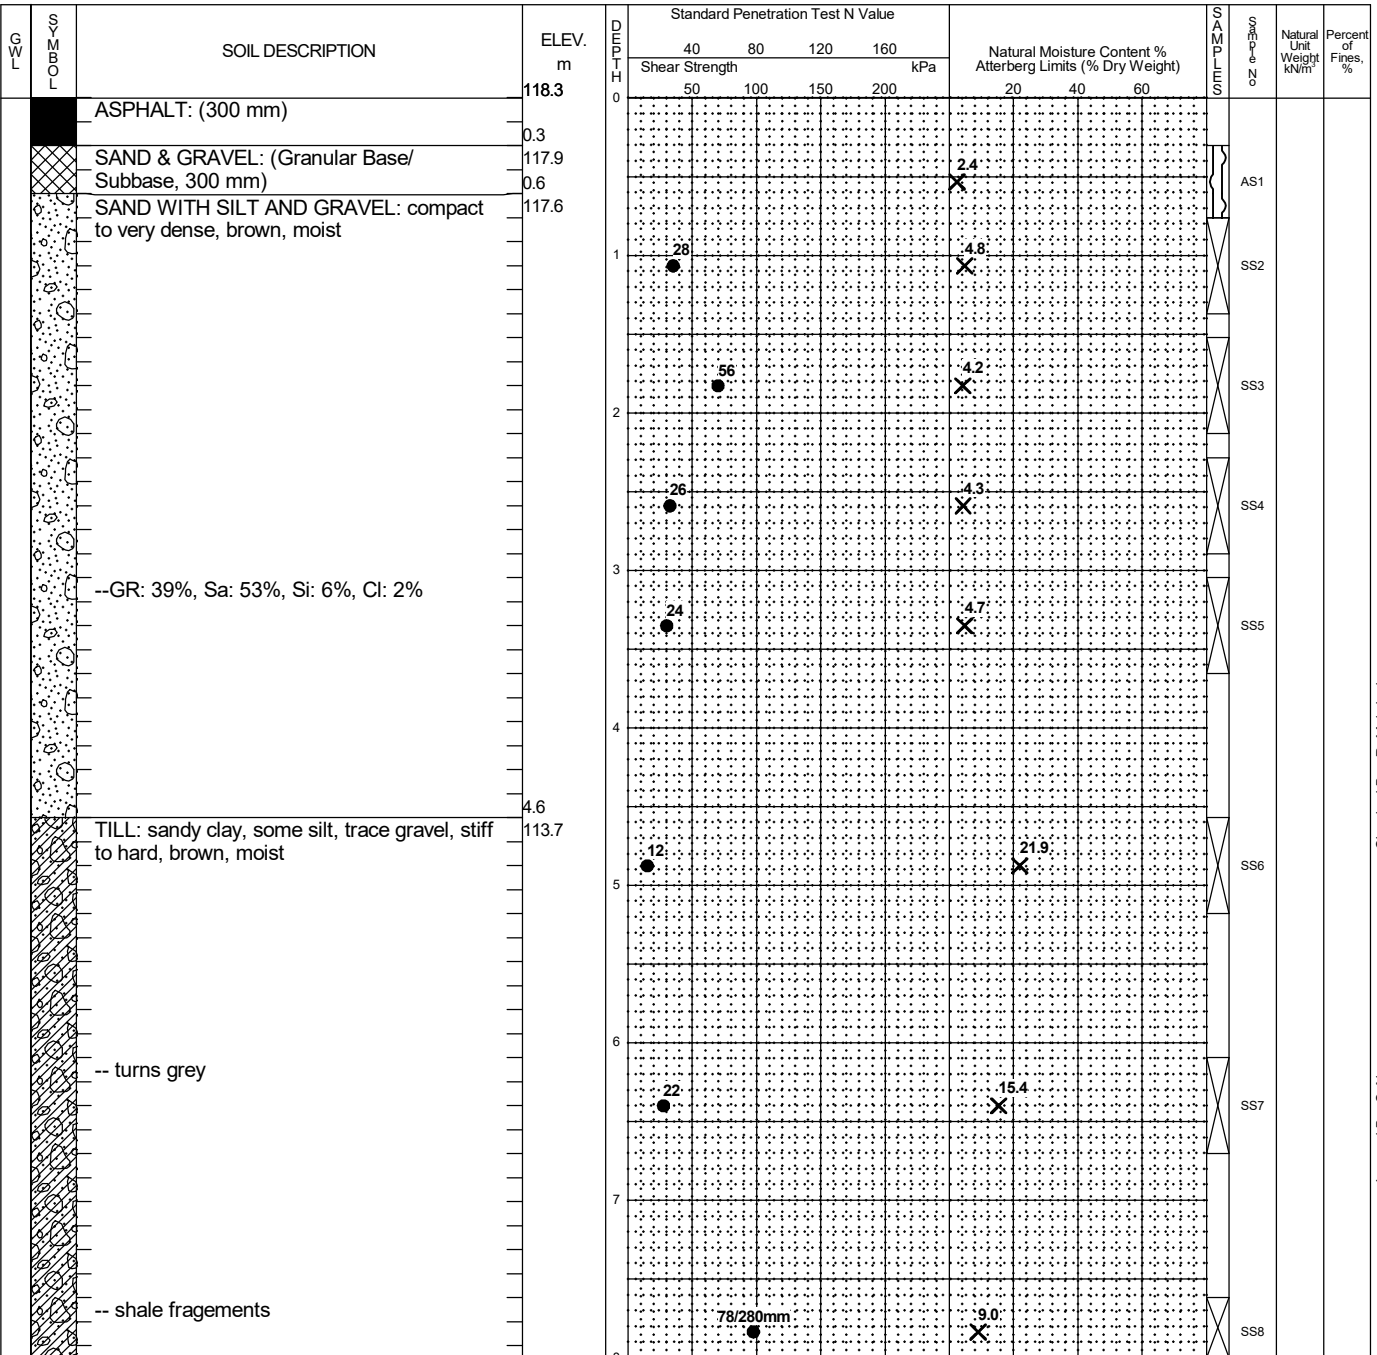 GWL
SYMBOL
SOIL DESCRIPTION
ELEV.
m
118.3
DEPTH
Standard Penetration Test N Value
40 80 120 160
Shear Strength kPa
50 100 150 200
Natural Moisture Content %
Atterberg Limits (% Dry Weight)
20 40 60
SAMPLES
Sample No
Natural
Unit
Weight
kN/m³
Percent
of
Fines,
%
0
ASPHALT: (300 mm)
0.3
SAND & GRAVEL: (Granular Base/
117.9
Subbase, 300 mm)
0.6
2.4
AS1
SAND WITH SILT AND GRAVEL: compact
117.6
to very dense, brown, moist
28 4.8
1
SS2
56 4.2
SS3
2
26 4.3
SS4
3
--GR: 39%, Sa: 53%, Si: 6%, Cl: 2%
24 4.7
SS5
4
4.6
TILL: sandy clay, some silt, trace gravel, stiff
113.7
to hard, brown, moist
12 21.9
SS6
5
6
-- turns grey
22 15.4
SS7
7
-- shale fragements
78/280mm 9.0
SS8